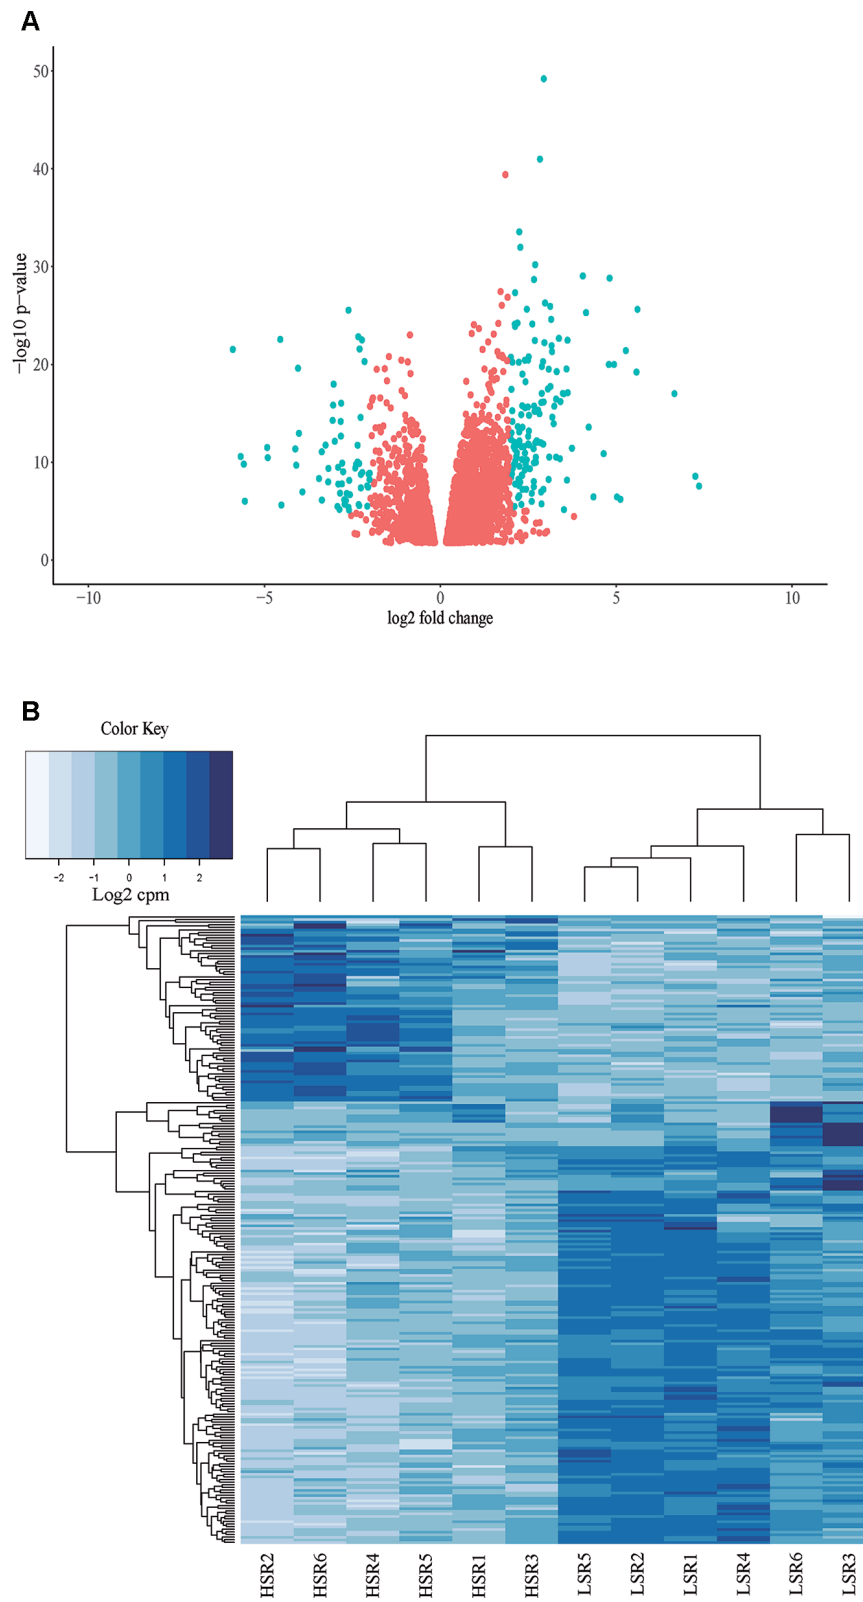 A
50
40
30
20
10
0
−log10 p−value
−10 −5 0 5 10
log2 fold change
B
Color Key
−2 −1 0 1 2
Log2 cpm
HSR2 HSR6 HSR4 HSR5 HSR1 HSR3 LSR5 LSR2 LSR1 LSR4 LSR6 LSR3